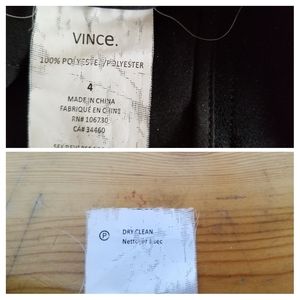 VINCE.
100% POLYESTER/POLYESTER
4
MADE IN CHINA
FABRIQUÉ EN CHINE
RN# 106730
CA# 34460
P
DRY CLEAN
Nettoyer à sec